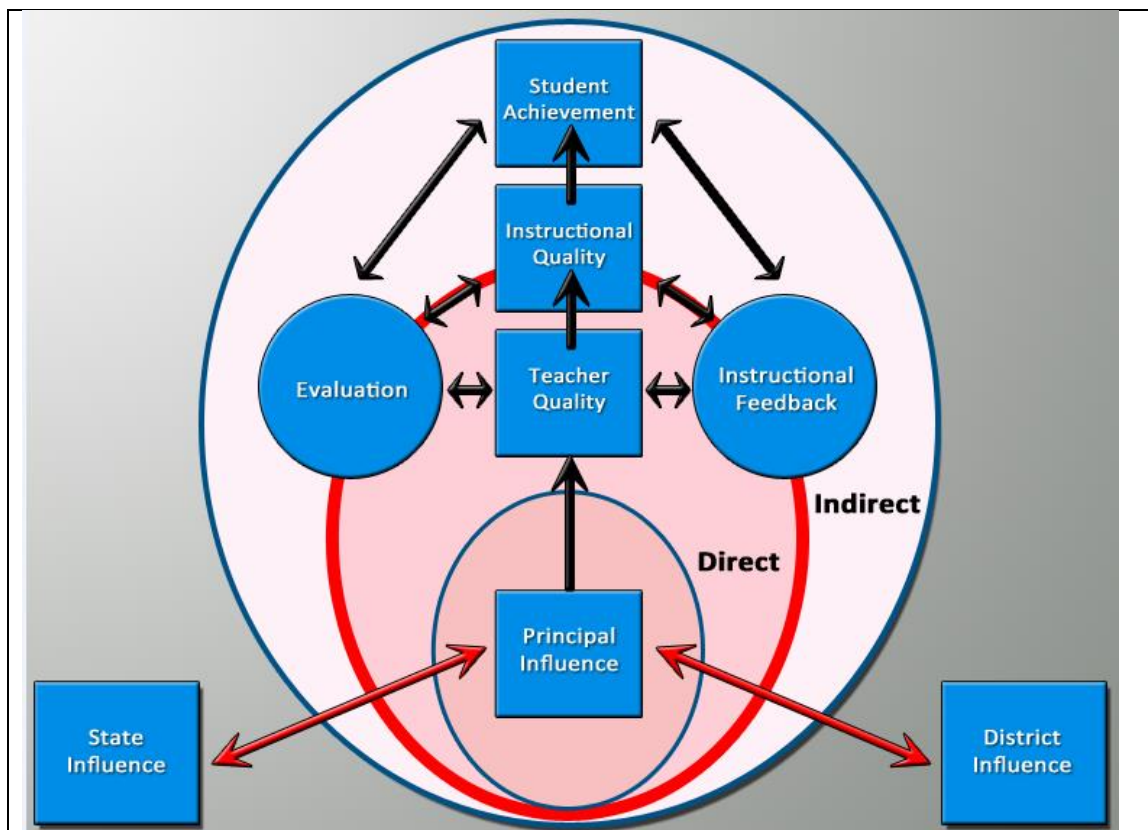 Student
Achievement
Instructional
Quality
Evaluation
Teacher
Quality
Instructional
Feedback
Indirect
Direct
Principal
Influence
State
Influence
District
Influence